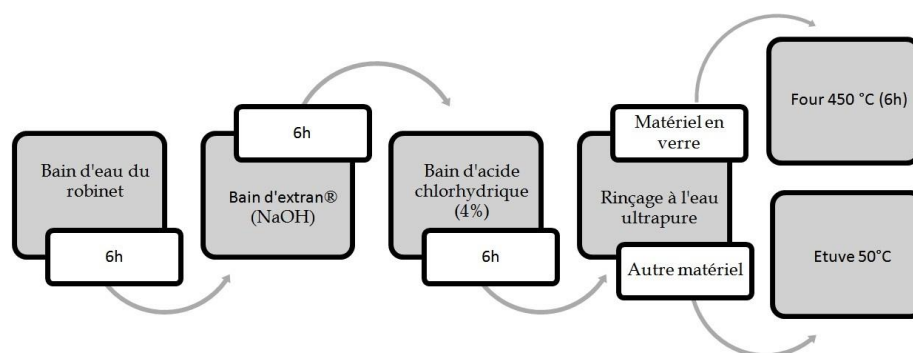 Bain d'eau du
robinet
6h
6h
Bain d'extran®
(NaOH)
Bain d'acide
chlorhydrique
(4%)
6h
Matériel en
verre
Rinçage à l'eau
ultrapure
Autre matériel
Four 450 °C (6h)
Etuve 50°C